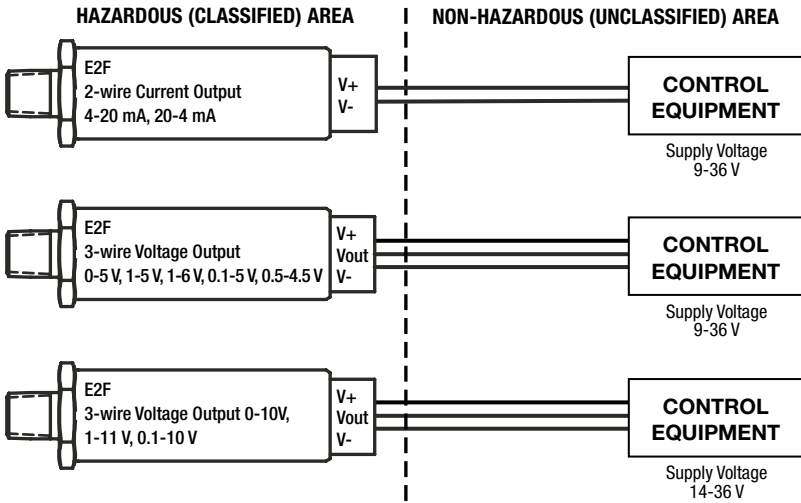 HAZARDOUS (CLASSIFIED) AREA
NON-HAZARDOUS (UNCLASSIFIED) AREA
E2F
2-wire Current Output
4-20 mA, 20-4 mA
V+
V-
CONTROL
EQUIPMENT
Supply Voltage
9-36 V
E2F
3-wire Voltage Output
0-5 V, 1-5 V, 1-6 V, 0.1-5 V, 0.5-4.5 V
V+
Vout
V-
CONTROL
EQUIPMENT
Supply Voltage
9-36 V
E2F
3-wire Voltage Output 0-10V,
1-11 V, 0.1-10 V
V+
Vout
V-
CONTROL
EQUIPMENT
Supply Voltage
14-36 V